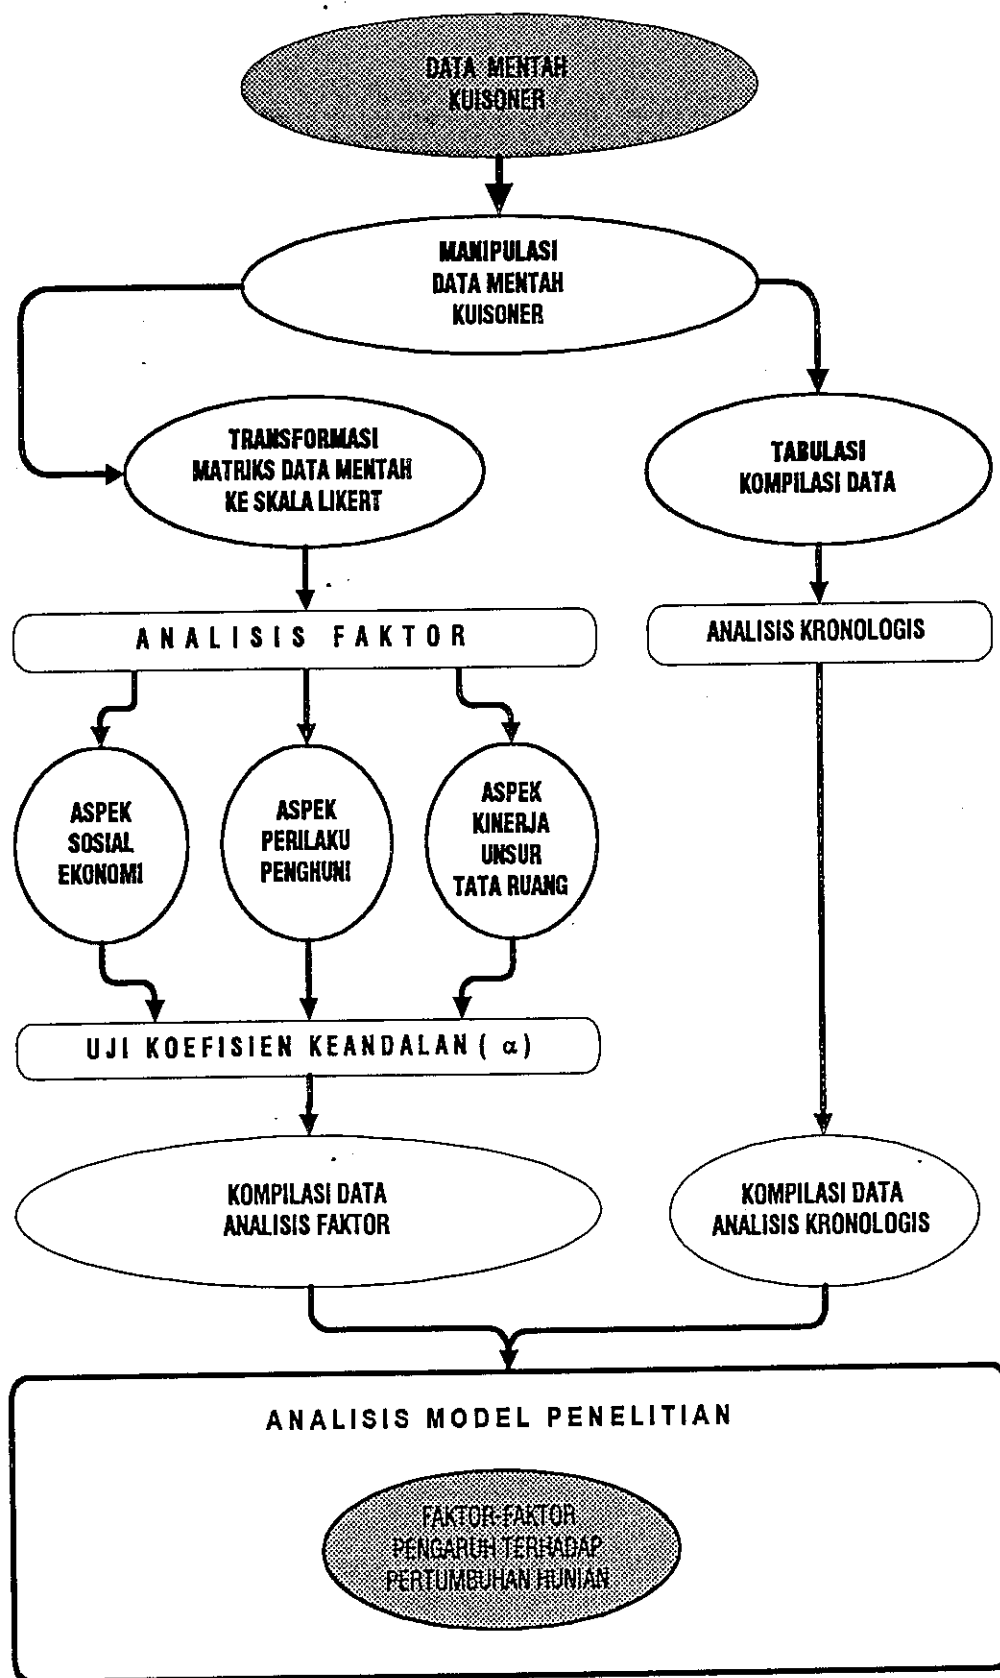 DATA MENTAH
KUISONER
MANIPULASI
DATA MENTAH
KUISONER
TRANSFORMASI
MATRIKS DATA MENTAH
KE SKALA LIKERT
TABULASI
KOMPILASI DATA
ANALISIS FAKTOR
ANALISIS KRONOLOGIS
ASPEK
SOSIAL
EKONOMI
ASPEK
PERILAKU
PENGHUNI
ASPEK
KINERJA
UNSUR
TATA RUANG
UJI KOEFISIEN KEANDALAN ( α )
KOMPILASI DATA
ANALISIS FAKTOR
KOMPILASI DATA
ANALISIS KRONOLOGIS
ANALISIS MODEL PENELITIAN
FAKTOR-FAKTOR
PENGARUH TERHADAP
PERTUMBUHAN HUNIAN